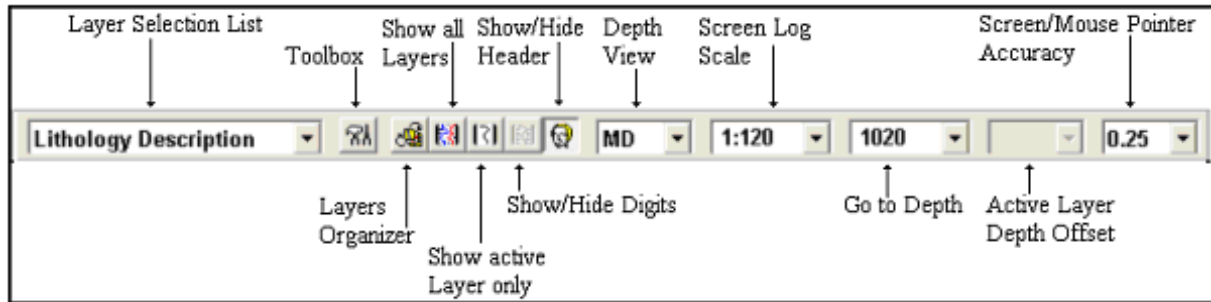 Layer Selection List
Toolbox
Show all
Layers
Show/Hide
Header
Depth
View
Screen Log
Scale
Screen/Mouse Pointer
Accuracy
Lithology Description
MD
1:120
1020
0.25
Layers
Organizer
Show active
Layer only
Show/Hide Digits
Go to Depth
Active Layer
Depth Offset